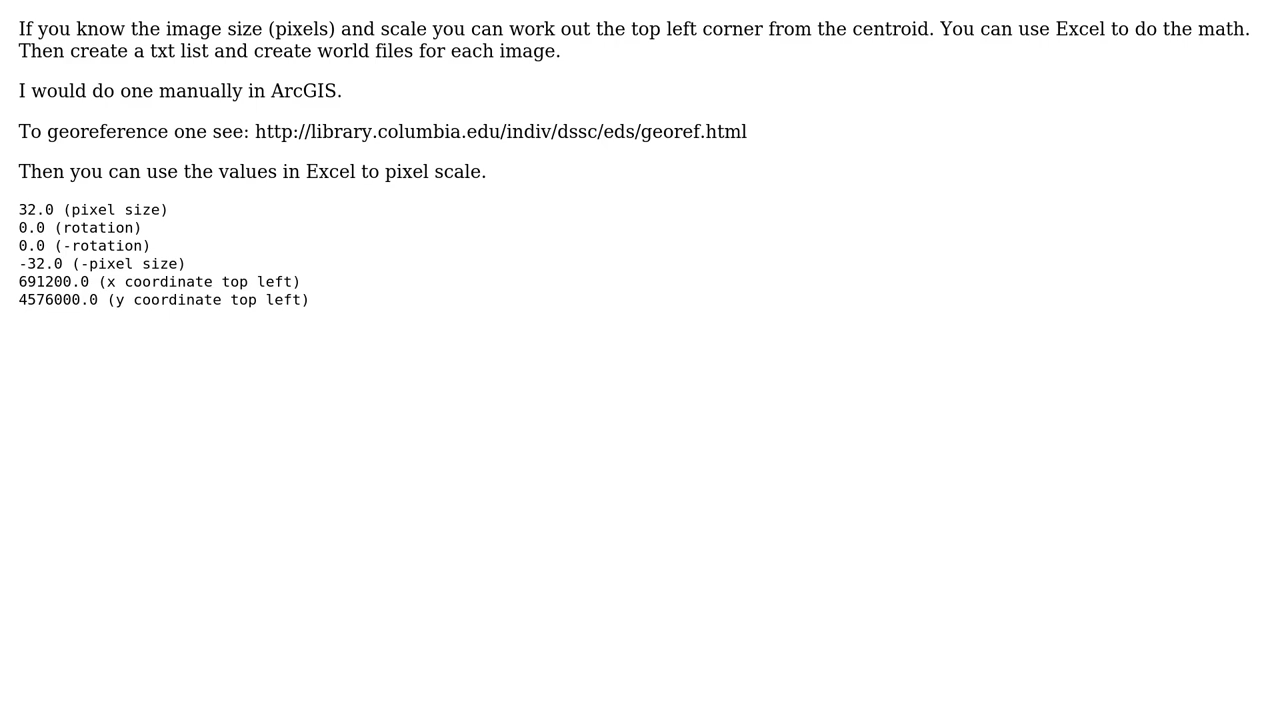 If you know the image size (pixels) and scale you can work out the top left corner from the centroid. You can use Excel to do the math.
Then create a txt list and create world files for each image.
I would do one manually in ArcGIS.
To georeference one see: http://library.columbia.edu/indiv/dssc/eds/georef.html
Then you can use the values in Excel to pixel scale.
32.0 (pixel size)
0.0 (rotation)
0.0 (-rotation)
-32.0 (-pixel size)
691200.0 (x coordinate top left)
4576000.0 (y coordinate top left)